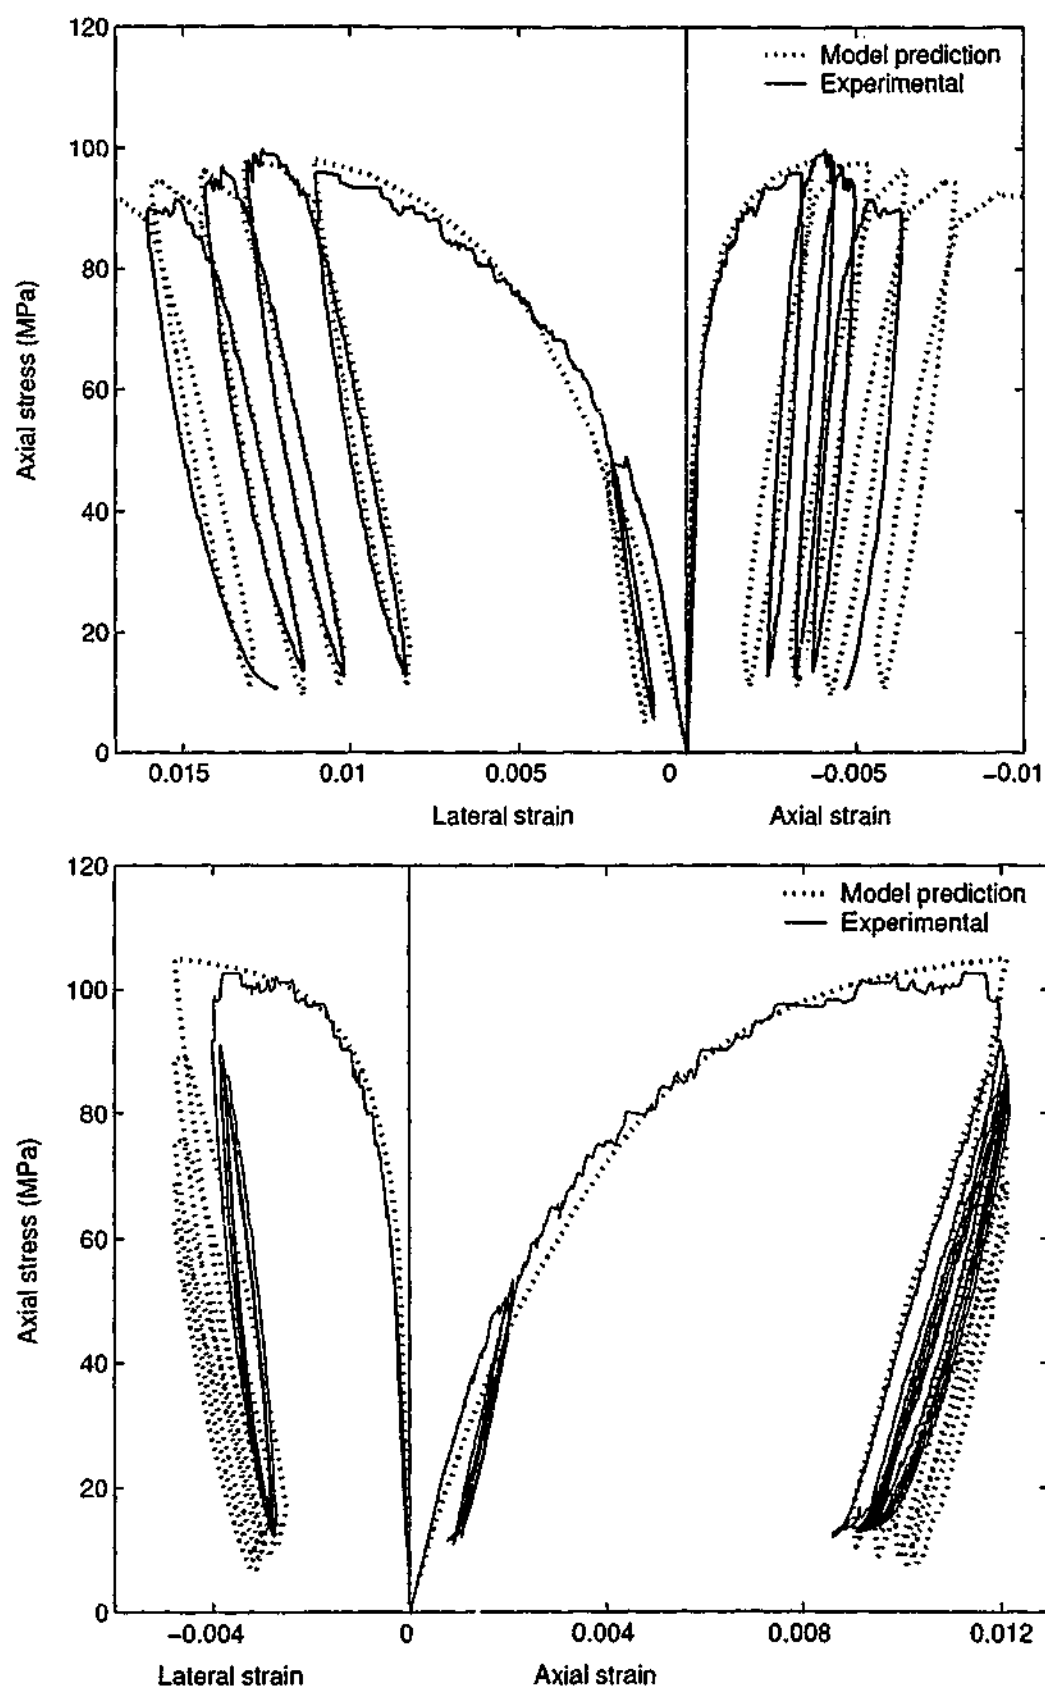 120
100
80
60
40
20
0
Axial stress (MPa)
Model prediction
Experimental
0.015 0.01 0.005 0 -0.005 -0.01
Lateral strain Axial strain
120
100
80
60
40
20
0
Axial stress (MPa)
Model prediction
Experimental
-0.004 0 0.004 0.008 0.012
Lateral strain Axial strain